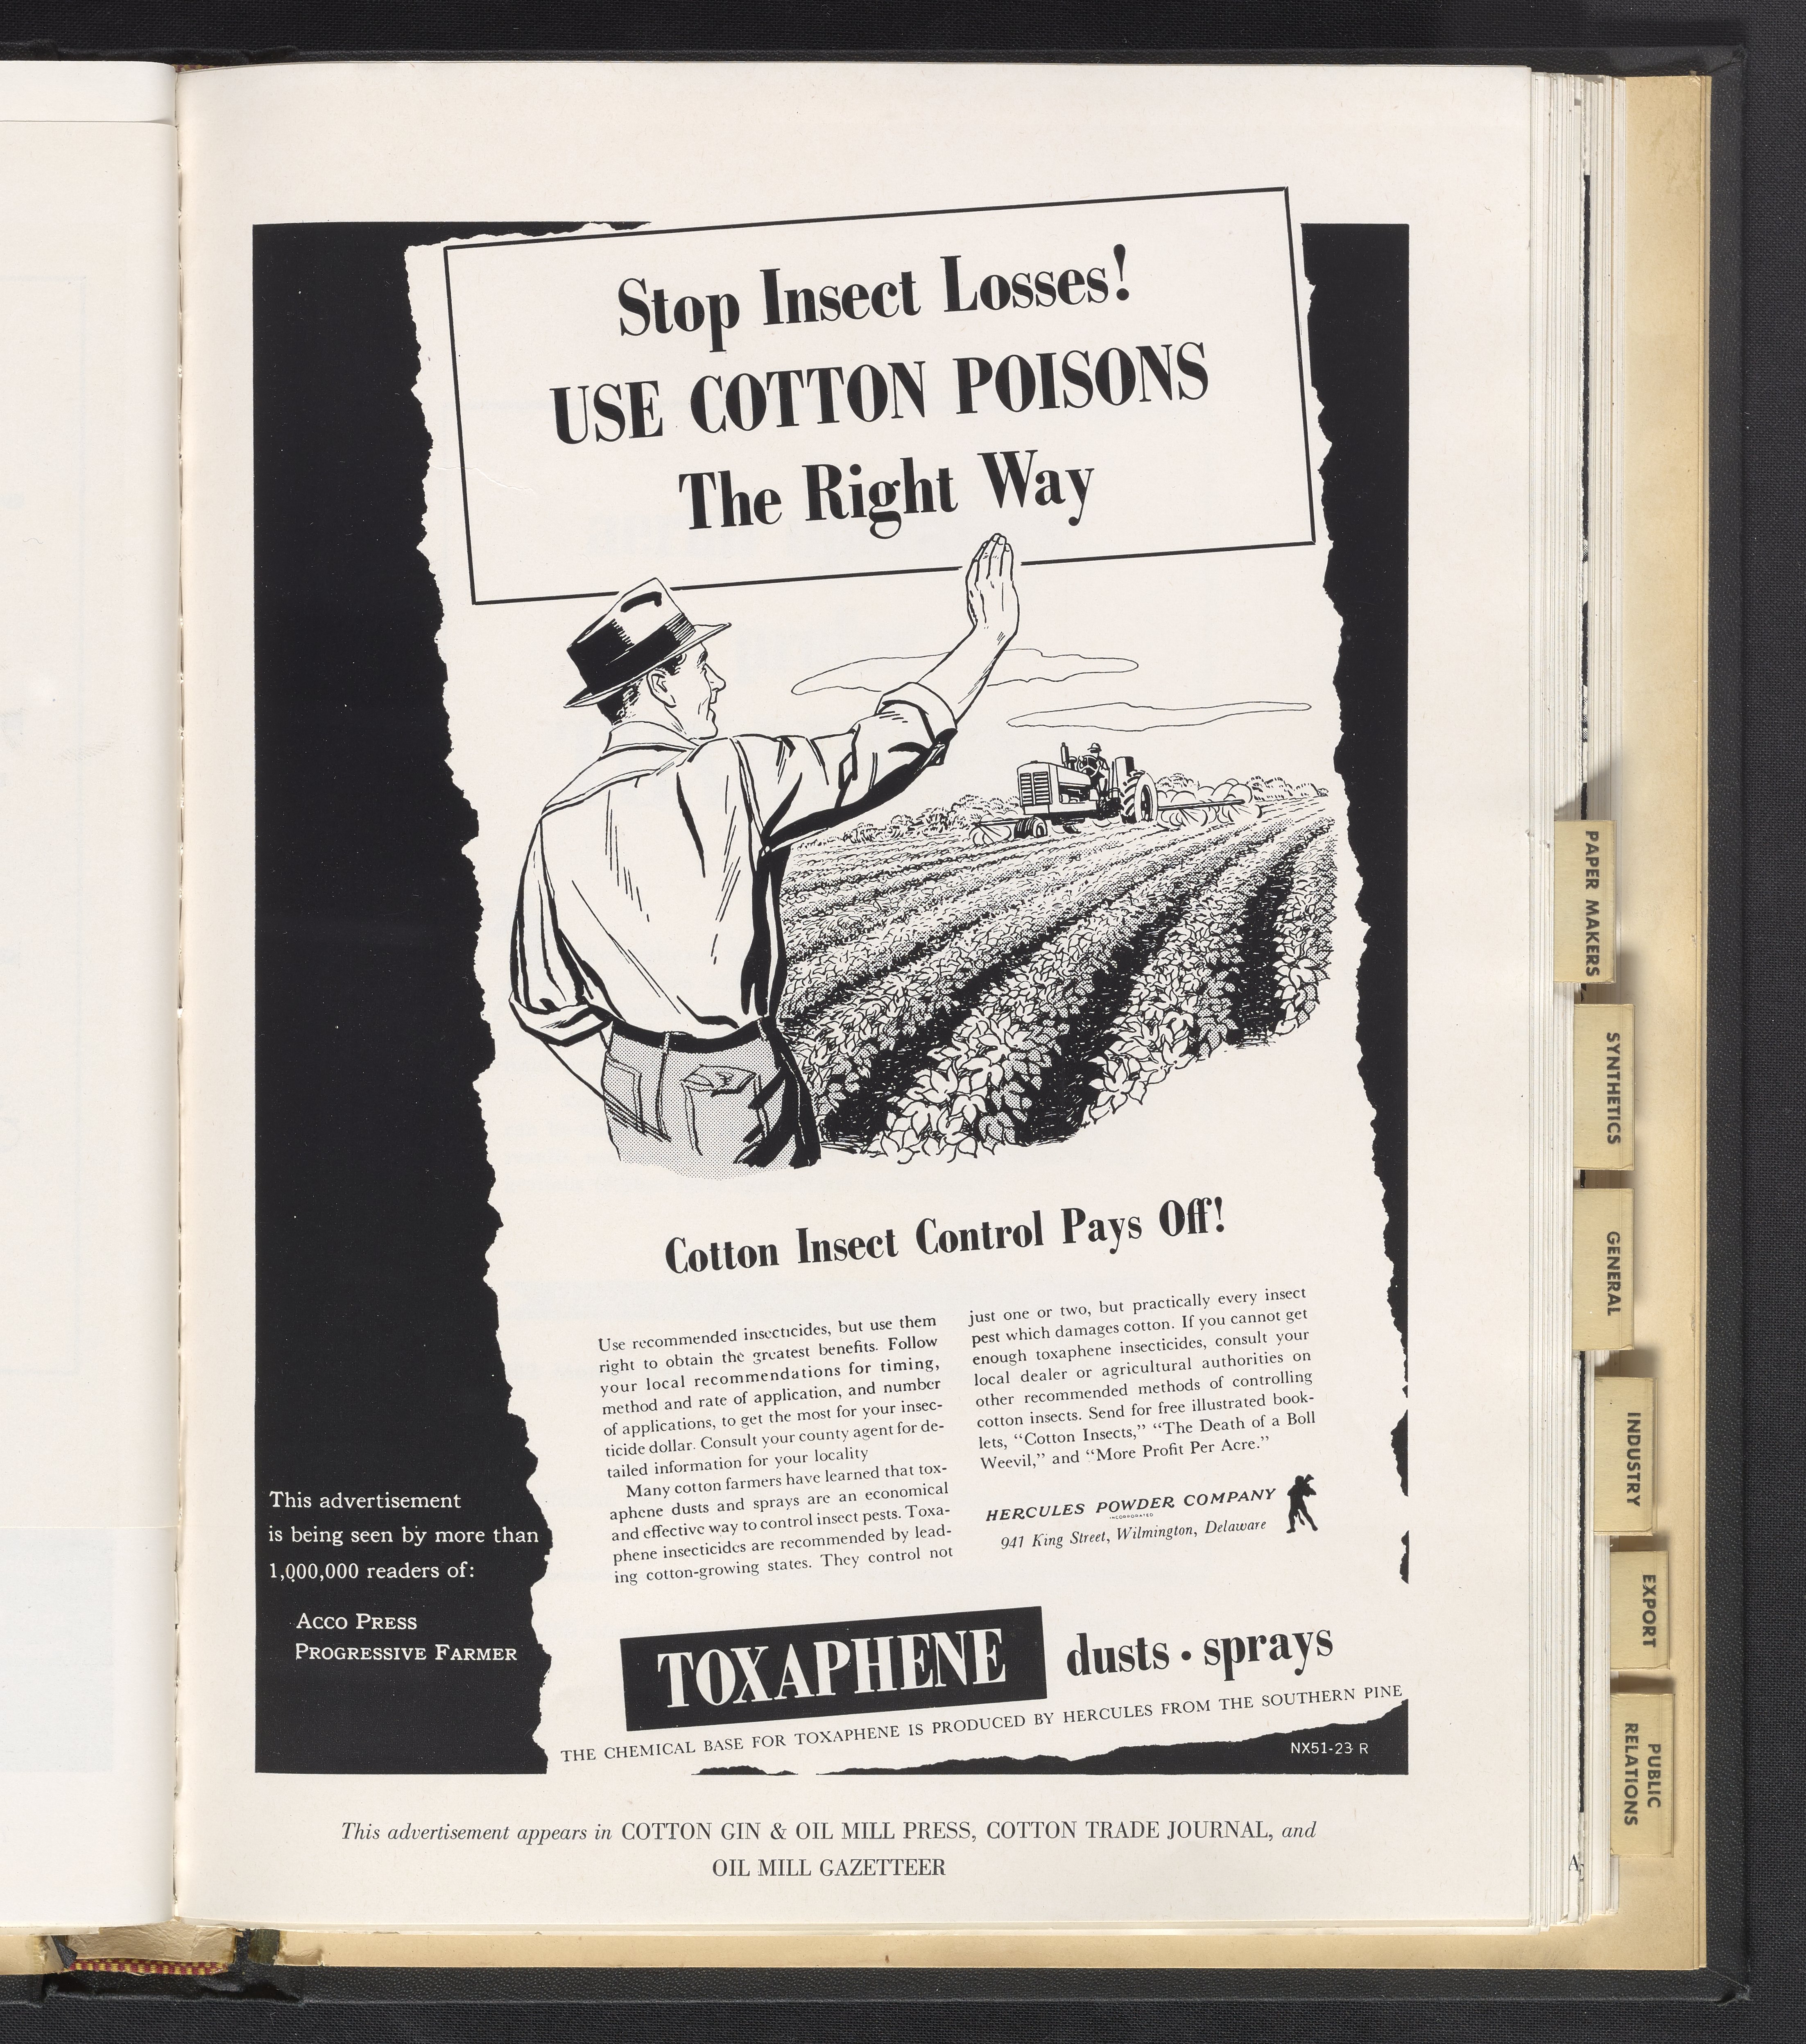 Stop Insect Losses!
USE COTTON POISONS
The Right Way
Cotton Insect Control Pays Off!
Use recommended insecticides, but use them
right to obtain the greatest benefits. Follow
your local recommendations for timing,
method and rate of application, and number
of applications, to get the most for your insec-
ticide dollar. Consult your county agent for de-
tailed information for your locality
Many cotton farmers have learned that tox-
aphene dusts and sprays are an economical
and effective way to control insect pests. Toxa-
phene insecticides are recommended by lead-
ing cotton-growing states. They control not
just one or two, but practically every insect
pest which damages cotton. If you cannot get
enough toxaphene insecticides, consult your
local dealer or agricultural authorities on
other recommended methods of controlling
cotton insects. Send for free illustrated book-
lets, “Cotton Insects,” “The Death of a Boll
Weevil,” and “More Profit Per Acre.”
HERCULES POWDER COMPANY
INCORPORATED
941 King Street, Wilmington, Delaware
This advertisement
is being seen by more than
1,000,000 readers of:
ACCO PRESS
PROGRESSIVE FARMER
TOXAPHENE dusts • sprays
THE CHEMICAL BASE FOR TOXAPHENE IS PRODUCED BY HERCULES FROM THE SOUTHERN PINE
NX51-23 R
This advertisement appears in COTTON GIN & OIL MILL PRESS, COTTON TRADE JOURNAL, and
OIL MILL GAZETTEER
PAPER MAKERS
SYNTHETICS
GENERAL
INDUSTRY
EXPORT
PUBLIC
RELATIONS